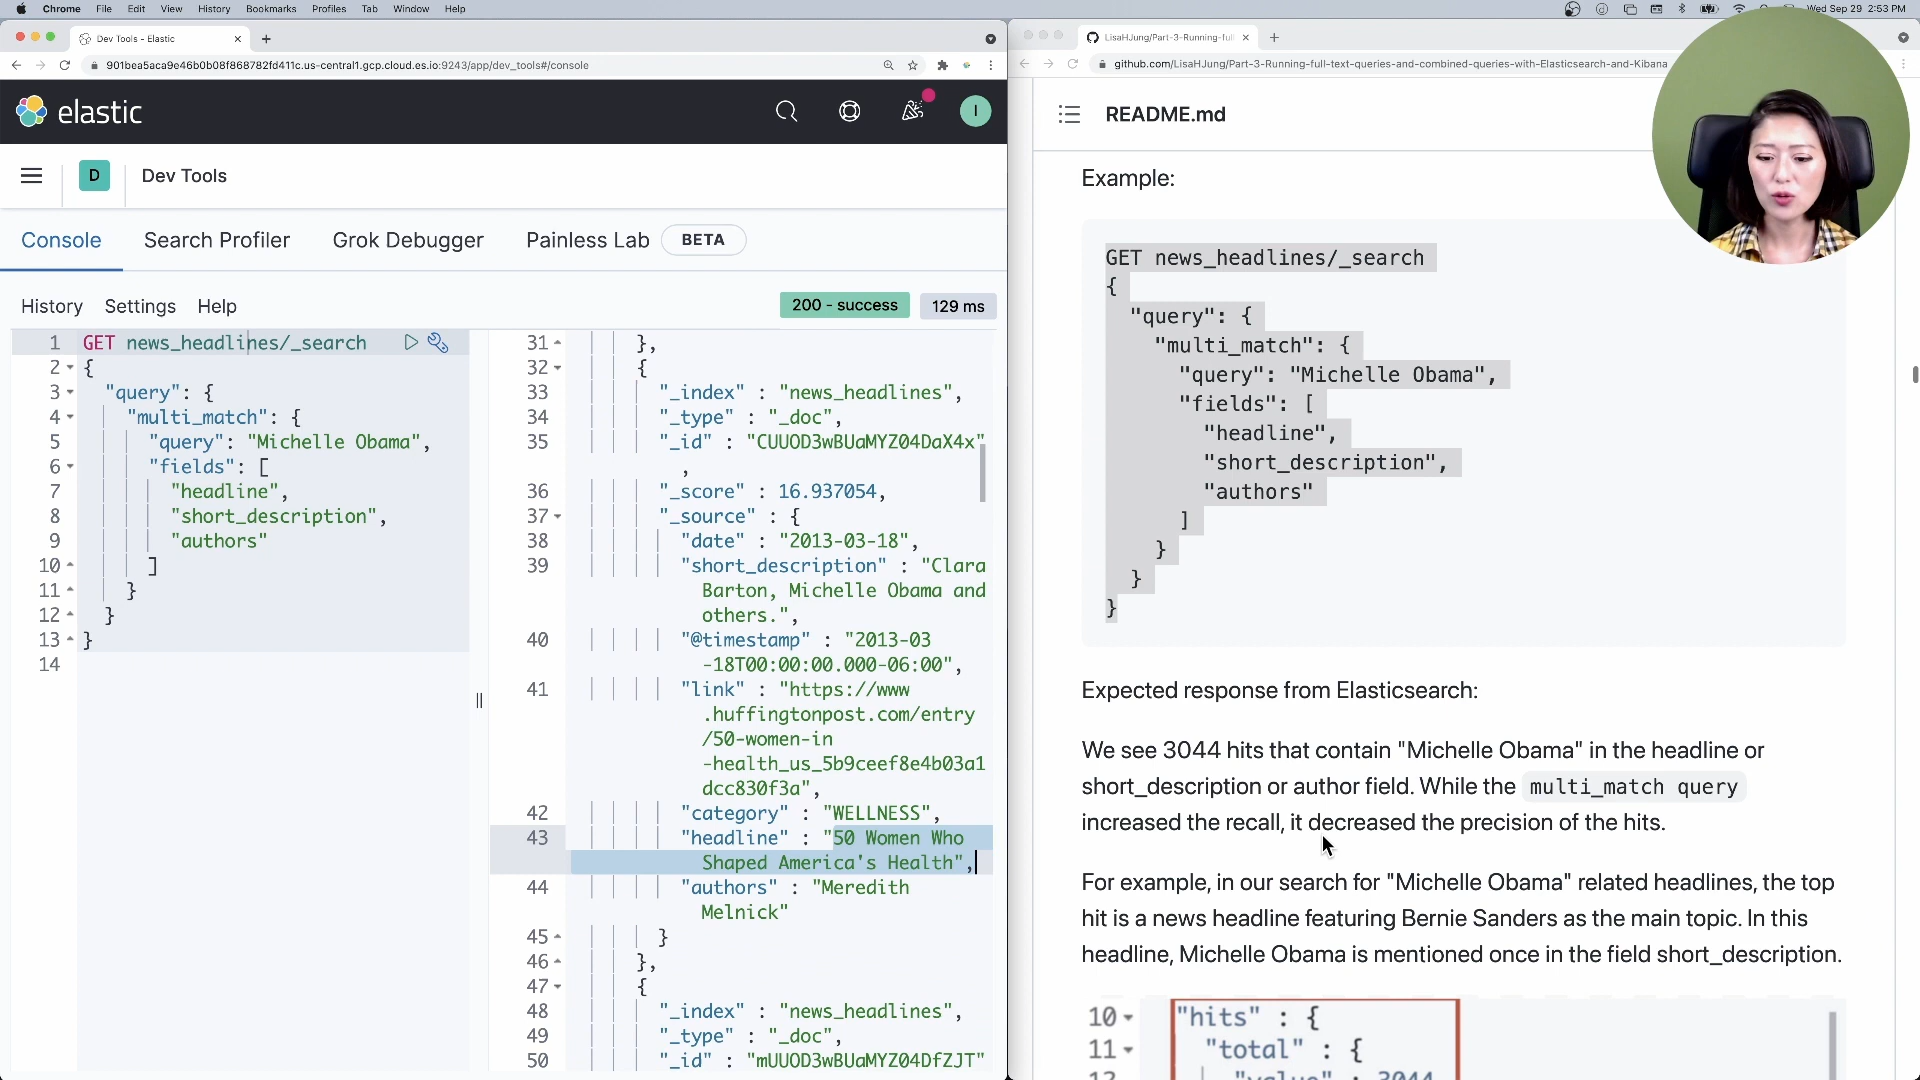 Chrome File Edit View History Bookmarks Profiles Tab Window Help
Wed Sep 29 2:53 PM
Dev Tools - Elastic
901bea5aca9e46b0b08f868782fd411c.us-central1.gcp.cloud.es.io:9243/app/dev_tools#/console
elastic
I
D
Dev Tools
Console Search Profiler Grok Debugger Painless Lab BETA
History Settings Help
200 - success 129 ms
1 GET news_headlines/_search
2 {
3 "query": {
4 "multi_match": {
5 "query": "Michelle Obama",
6 "fields": [
7 "headline",
8 "short_description",
9 "authors"
10 ]
11 }
12 }
13 }
14
31 },
32 {
33 "_index" : "news_headlines",
34 "_type" : "_doc",
35 "_id" : "CUUOD3wBUaMYZ04DaX4x"
,
36 "_score" : 16.937054,
37 "_source" : {
38 "date" : "2013-03-18",
39 "short_description" : "Clara
Barton, Michelle Obama and
others.",
40 "@timestamp" : "2013-03
-18T00:00:00.000-06:00",
41 "link" : "https://www
.huffingtonpost.com/entry
/50-women-in
-health_us_5b9ceef8e4b03a1
dcc830f3a",
42 "category" : "WELLNESS",
43 "headline" : "50 Women Who
Shaped America's Health",
44 "authors" : "Meredith
Melnick"
45 }
46 },
47 {
48 "_index" : "news_headlines",
49 "_type" : "_doc",
50 "_id" : "mUUOD3wBUaMYZ04DfZJT"
LisaHJung/Part-3-Running-full
github.com/LisaHJung/Part-3-Running-full-text-queries-and-combined-queries-with-Elasticsearch-and-Kibana
README.md
Example:
GET news_headlines/_search
{
"query": {
"multi_match": {
"query": "Michelle Obama",
"fields": [
"headline",
"short_description",
"authors"
]
}
}
}
Expected response from Elasticsearch:
We see 3044 hits that contain "Michelle Obama" in the headline or
short_description or author field. While the multi_match query
increased the recall, it decreased the precision of the hits.
For example, in our search for "Michelle Obama" related headlines, the top
hit is a news headline featuring Bernie Sanders as the main topic. In this
headline, Michelle Obama is mentioned once in the field short_description.
10 "hits" : {
11 "total" : {
12 "value" : 3044